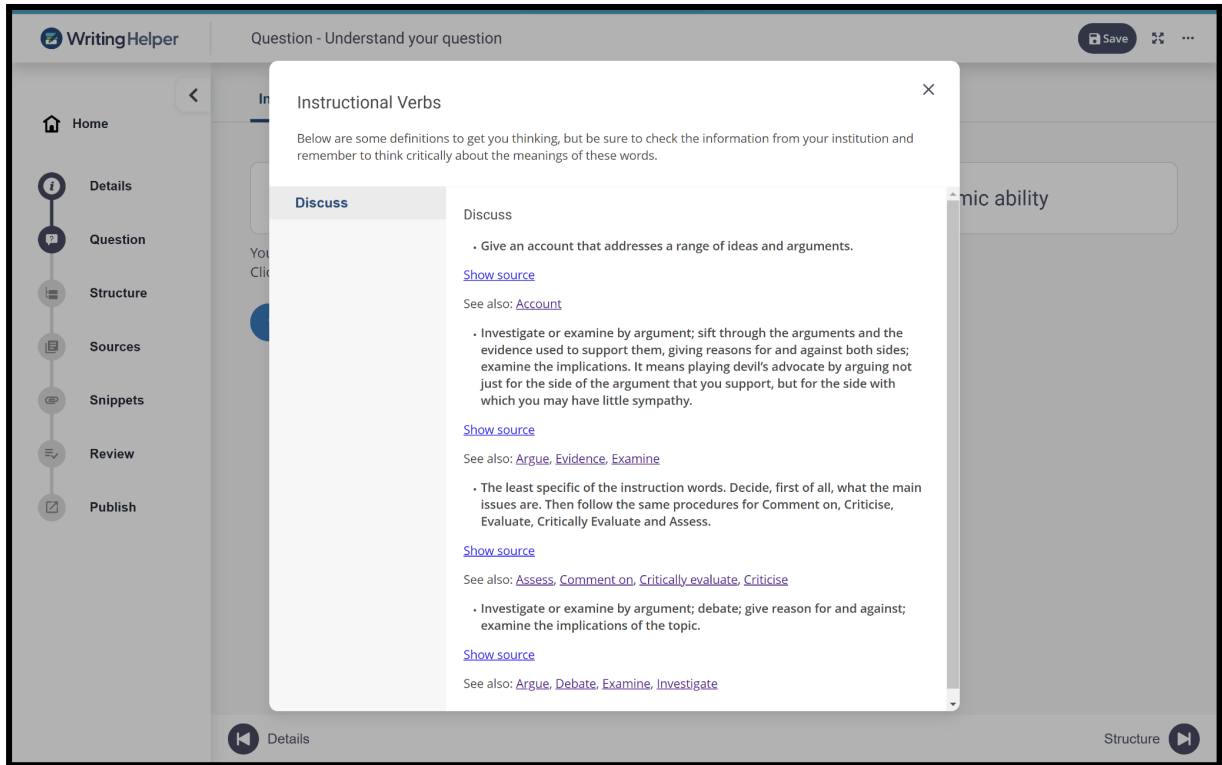 WritingHelper
Question - Understand your question
Save
Home
Details
Question
Structure
Sources
Snippets
Review
Publish
Instructional Verbs
Below are some definitions to get you thinking, but be sure to check the information from your institution and
remember to think critically about the meanings of these words.
mic ability
Discuss
Discuss
• Give an account that addresses a range of ideas and arguments.
Show source
See also: Account
• Investigate or examine by argument; sift through the arguments and the
evidence used to support them, giving reasons for and against both sides;
examine the implications. It means playing devil’s advocate by arguing not
just for the side of the argument that you support, but for the side with
which you may have little sympathy.
Show source
See also: Argue, Evidence, Examine
• The least specific of the instruction words. Decide, first of all, what the main
issues are. Then follow the same procedures for Comment on, Criticise,
Evaluate, Critically Evaluate and Assess.
Show source
See also: Assess, Comment on, Critically evaluate, Criticise
• Investigate or examine by argument; debate; give reason for and against;
examine the implications of the topic.
Show source
See also: Argue, Debate, Examine, Investigate
Details
Structure